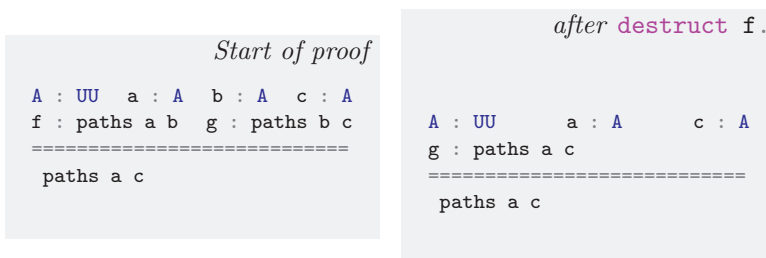 Start of proof
A : UU a : A b : A c : A
f : paths a b g : paths b c
============================
paths a c
after destruct f.
A : UU a : A c : A
g : paths a c
============================
paths a c